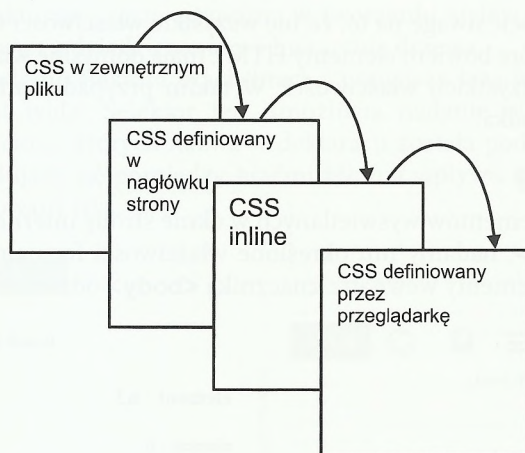 CSS w zewnętrznym
pliku
CSS definiowany
w
nagłówku
strony
CSS
inline
CSS definiowany
przez
przeglądarkę